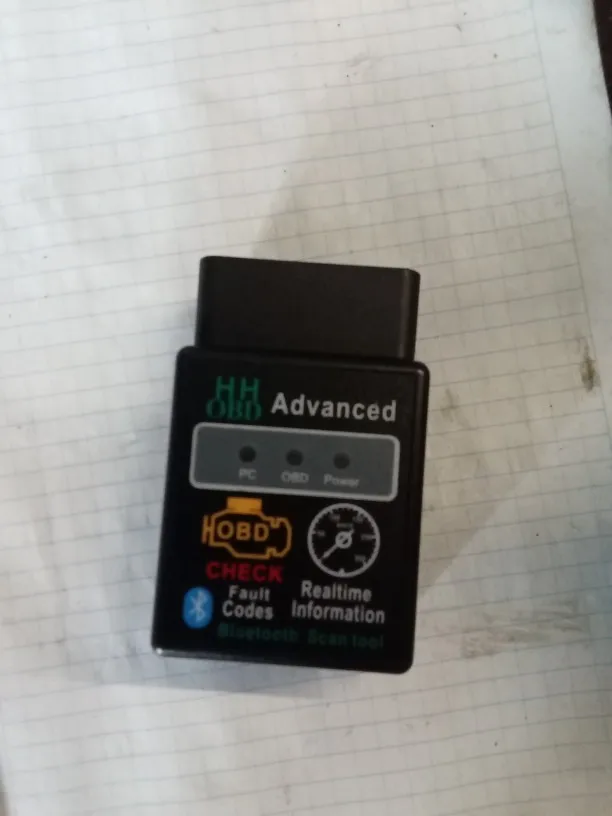 HH
OBD Advanced
PC OBD Power
OBD
CHECK
Fault
Codes
Realtime
Information
Bluetooth Scan tool